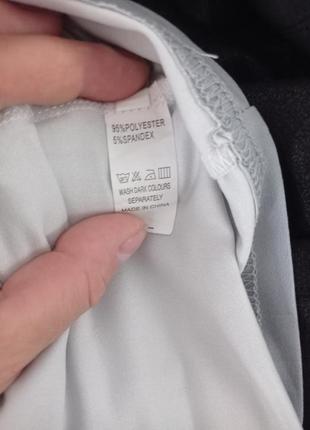 95%POLYESTER
5%SPANDEX
WASH DARK COLOURS
SEPARATELY
MADE IN CHINA